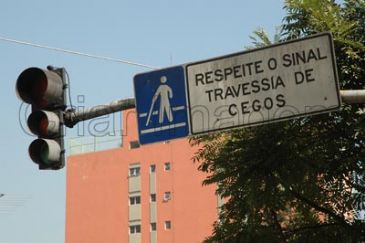 RESPEITE O SINAL
TRAVESSIA DE
CEGOS